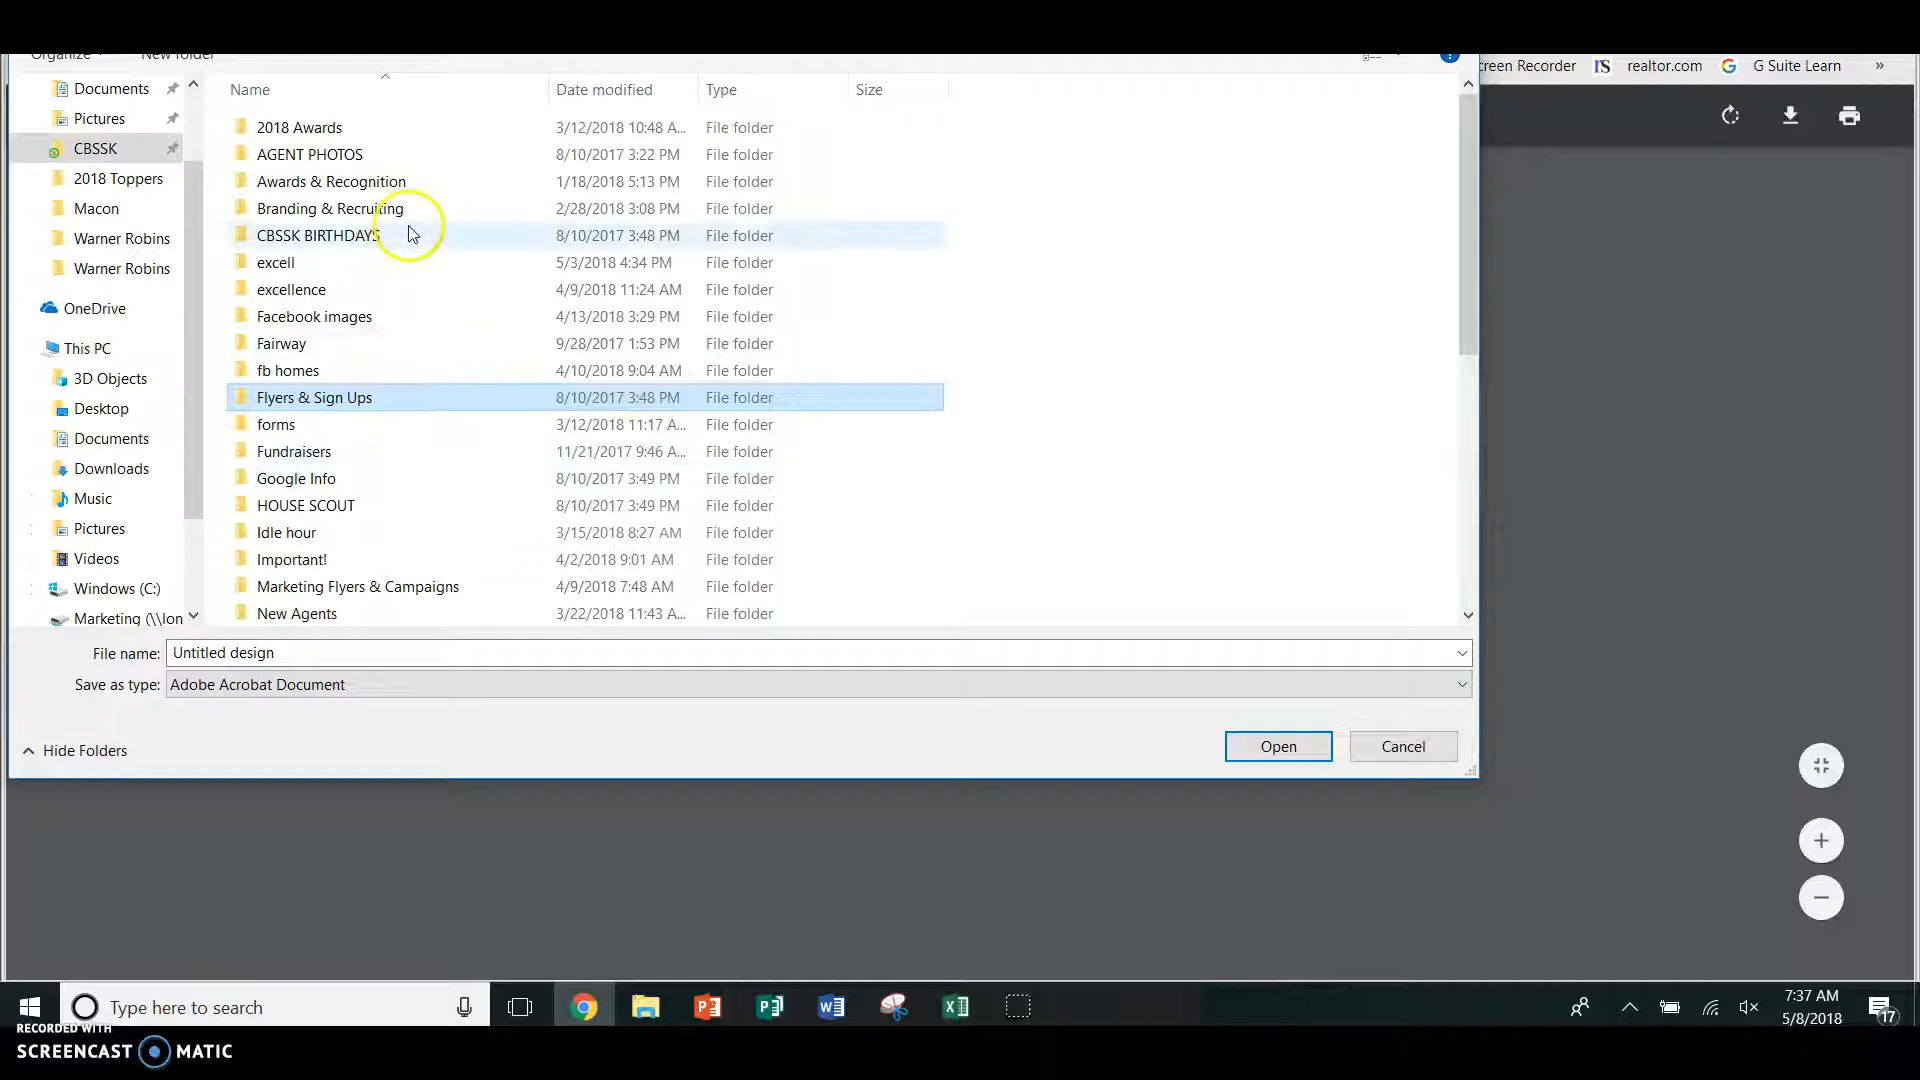 Organize New folder
creen Recorder realtor.com G Suite Learn »
Documents
Pictures
CBSSK
2018 Toppers
Macon
Warner Robins
Warner Robins
OneDrive
This PC
3D Objects
Desktop
Documents
Downloads
Music
Pictures
Videos
Windows (C:)
Marketing (\\lon
Name Date modified Type Size
2018 Awards 3/12/2018 10:48 A... File folder
AGENT PHOTOS 8/10/2017 3:22 PM File folder
Awards & Recognition 1/18/2018 5:13 PM File folder
Branding & Recruiting 2/28/2018 3:08 PM File folder
CBSSK BIRTHDAYS 8/10/2017 3:48 PM File folder
excell 5/3/2018 4:34 PM File folder
excellence 4/9/2018 11:24 AM File folder
Facebook images 4/13/2018 3:29 PM File folder
Fairway 9/28/2017 1:53 PM File folder
fb homes 4/10/2018 9:04 AM File folder
Flyers & Sign Ups 8/10/2017 3:48 PM File folder
forms 3/12/2018 11:17 A... File folder
Fundraisers 11/21/2017 9:46 A... File folder
Google Info 8/10/2017 3:49 PM File folder
HOUSE SCOUT 8/10/2017 3:49 PM File folder
Idle hour 3/15/2018 8:27 AM File folder
Important! 4/2/2018 9:01 AM File folder
Marketing Flyers & Campaigns 4/9/2018 7:48 AM File folder
New Agents 3/22/2018 11:43 A... File folder
File name: Untitled design
Save as type: Adobe Acrobat Document
Hide Folders Open Cancel
Type here to search
7:37 AM
5/8/2018
17
RECORDED WITH
SCREENCAST MATIC